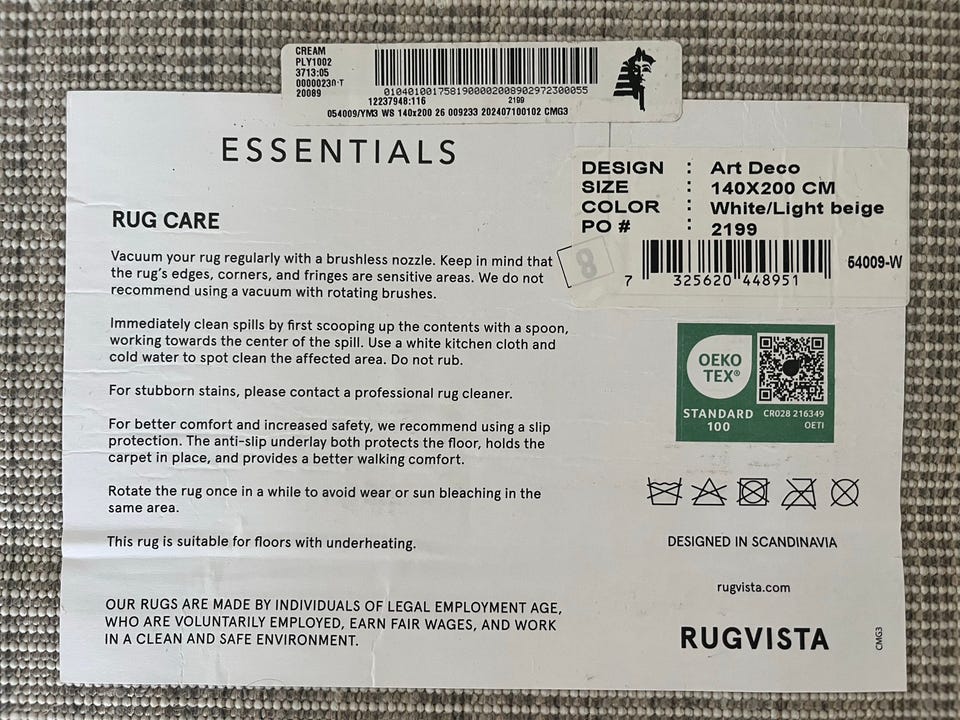 CREAM
PLY1002
3713:05
20089
010401001758190000200890297230005​5
12237948:116
2199
054009/YM3 WS 140x200 26 009233 202407100102 CMG3
ESSENTIALS
DESIGN : Art Deco
SIZE : 140X200 CM
COLOR : White/Light beige
PO # : 2199
8
7 325620 448951
54009-W
RUG CARE
Vacuum your rug regularly with a brushless nozzle. Keep in mind that
the rug's edges, corners, and fringes are sensitive areas. We do not
recommend using a vacuum with rotating brushes.
Immediately clean spills by first scooping up the contents with a spoon,
working towards the center of the spill. Use a white kitchen cloth and
cold water to spot clean the affected area. Do not rub.
For stubborn stains, please contact a professional rug cleaner.
For better comfort and increased safety, we recommend using a slip
protection. The anti-slip underlay both protects the floor, holds the
carpet in place, and provides a better walking comfort.
Rotate the rug once in a while to avoid wear or sun bleaching in the
same area.
This rug is suitable for floors with underheating.
OUR RUGS ARE MADE BY INDIVIDUALS OF LEGAL EMPLOYMENT AGE,
WHO ARE VOLUNTARILY EMPLOYED, EARN FAIR WAGES, AND WORK
IN A CLEAN AND SAFE ENVIRONMENT.
OEKO
TEX®
STANDARD
100
CR028 216349
OETI
DESIGNED IN SCANDINAVIA
rugvista.com
RUGVISTA
CMG3